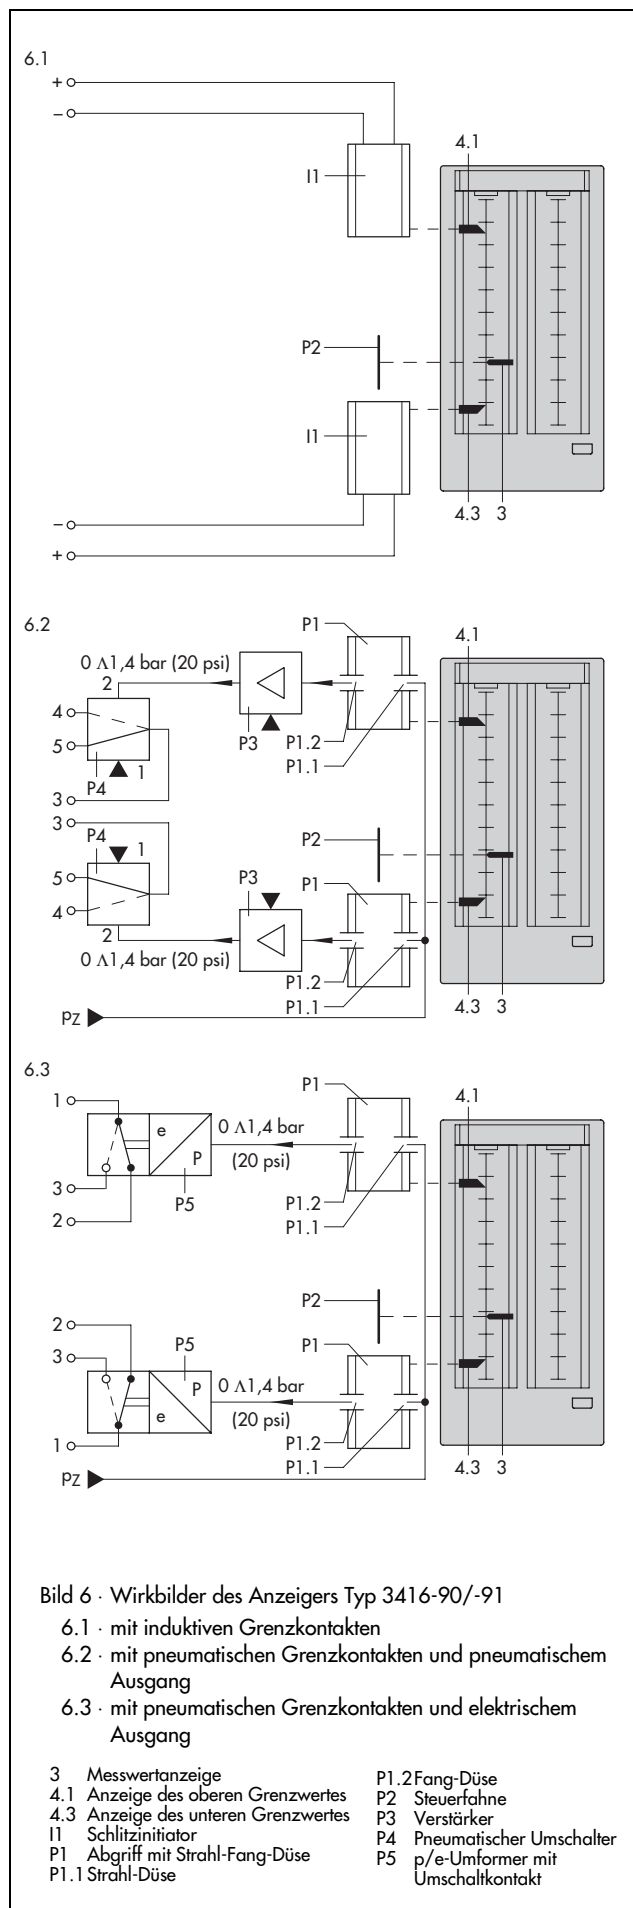 6.1
+
−
4.1
I1
P2
I1
−
+
4.3 3
6.2
P1
4.1
0 Λ1,4 bar (20 psi)
2
4
5
P3
P1.2
1
P1.1
P4
3
3
P4
1
P2
P3
P1
5
4
2
0 Λ1,4 bar (20 psi)
P1.2
P1.1
pZ
4.3 3
6.3
P1
4.1
1
e
0 Λ1,4 bar
P
(20 psi)
3
P5
P1.2
2
P1.1
P2
2
P5
P1
3
P
0 Λ1,4 bar
e
(20 psi)
1
P1.2
P1.1
pZ
4.3 3
Bild 6 · Wirkbilder des Anzeigers Typ 3416-90/-91
6.1 · mit induktiven Grenzkontakten
6.2 · mit pneumatischen Grenzkontakten und pneumatischem
Ausgang
6.3 · mit pneumatischen Grenzkontakten und elektrischem
Ausgang
3 Messwertanzeige
4.1 Anzeige des oberen Grenzwertes
4.3 Anzeige des unteren Grenzwertes
I1 Schlitzinitiator
P1 Abgriff mit Strahl-Fang-Düse
P1.1 Strahl-Düse
P1.2 Fang-Düse
P2 Steuerfahne
P3 Verstärker
P4 Pneumatischer Umschalter
P5 p/e-Umformer mit
Umschaltkontakt